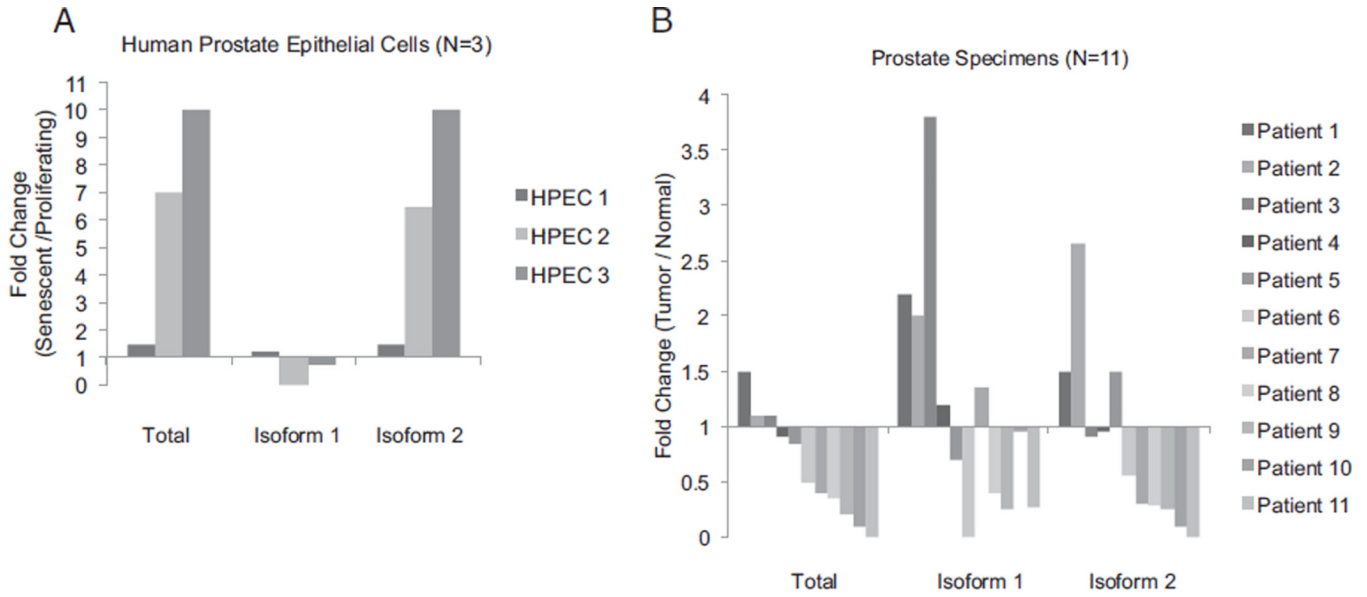 A
Human Prostate Epithelial Cells (N=3)
Fold Change
(Senescent /Proliferating)
11
10
9
8
7
6
5
4
3
2
1
0
Total
Isoform 1
Isoform 2
HPEC 1
HPEC 2
HPEC 3
B
Prostate Specimens (N=11)
Fold Change (Tumor / Normal)
4
3.5
3
2.5
2
1.5
1
0.5
0
Total
Isoform 1
Isoform 2
Patient 1
Patient 2
Patient 3
Patient 4
Patient 5
Patient 6
Patient 7
Patient 8
Patient 9
Patient 10
Patient 11